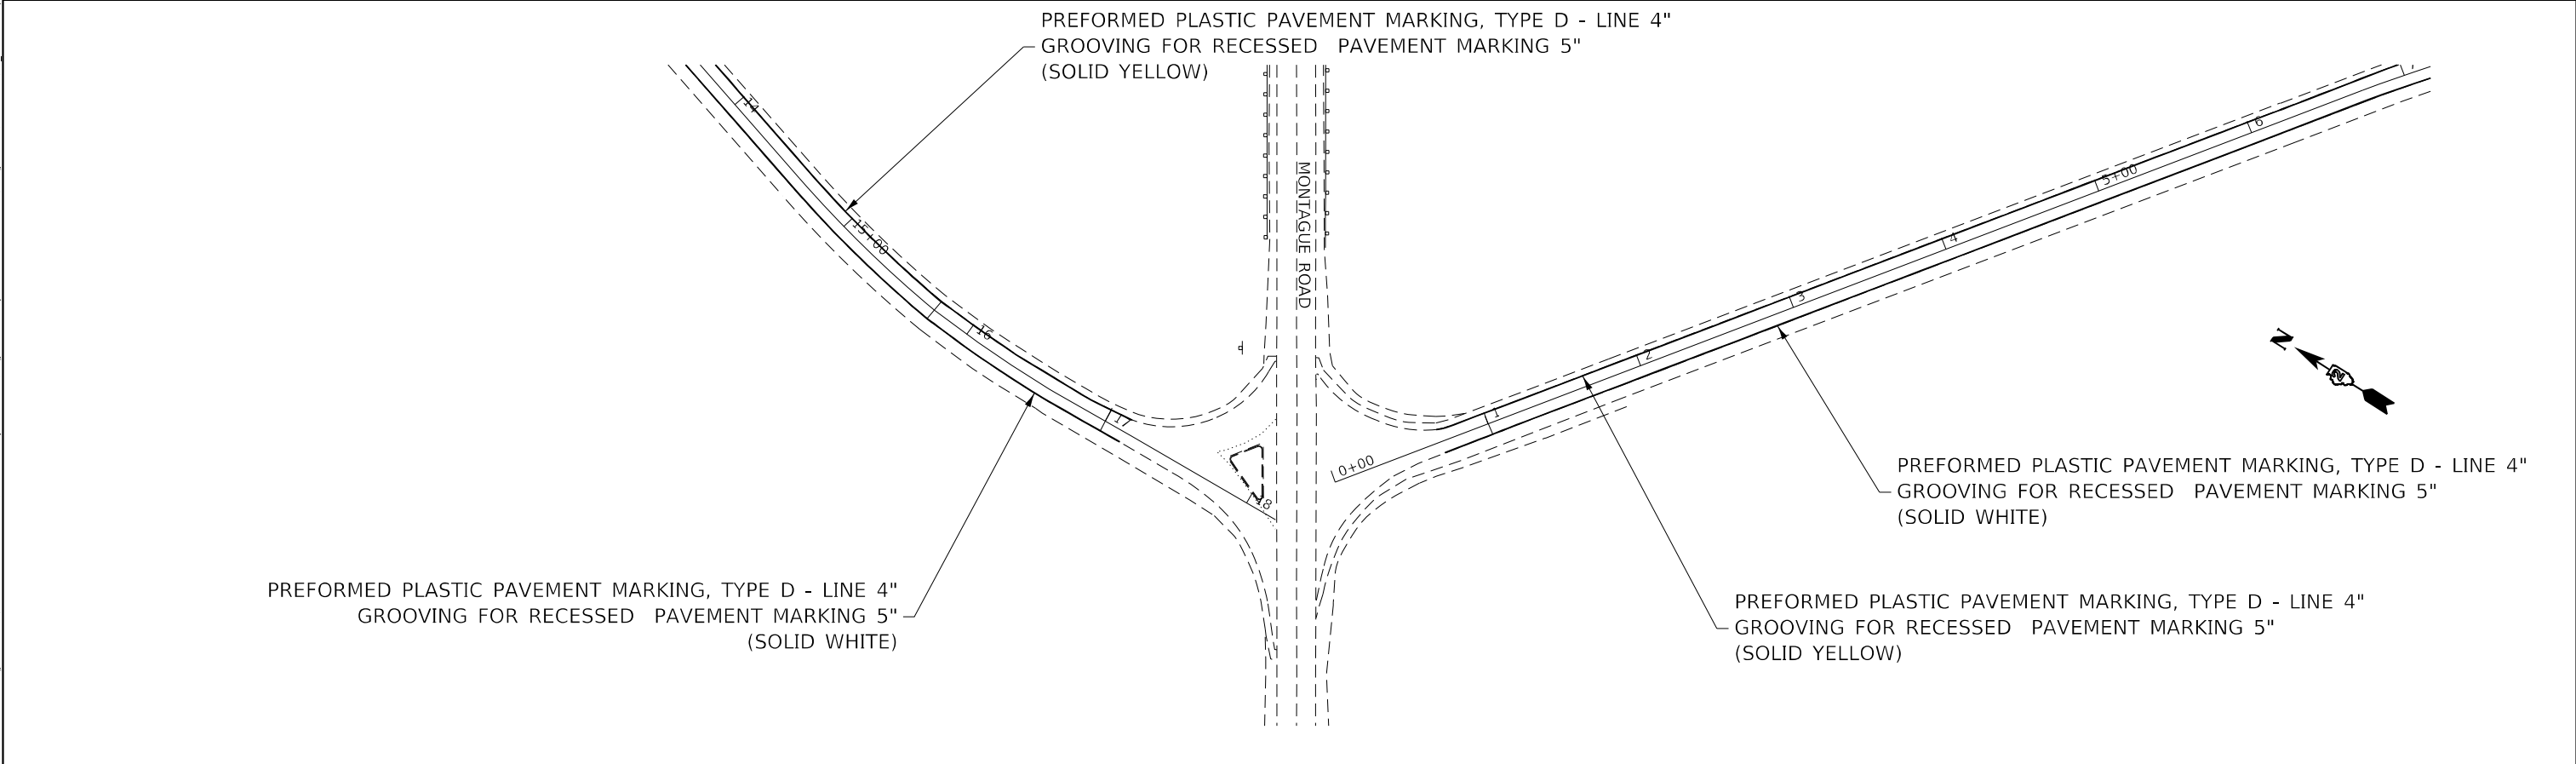 PREFORMED PLASTIC PAVEMENT MARKING, TYPE D - LINE 4"
GROOVING FOR RECESSED PAVEMENT MARKING 5"
(SOLID YELLOW)
14
15+00
16
17
18
MONTAGUE ROAD
0+00
1
2
3
4
5+00
6
N
PREFORMED PLASTIC PAVEMENT MARKING, TYPE D - LINE 4"
GROOVING FOR RECESSED PAVEMENT MARKING 5"
(SOLID WHITE)
PREFORMED PLASTIC PAVEMENT MARKING, TYPE D - LINE 4"
GROOVING FOR RECESSED PAVEMENT MARKING 5"
(SOLID WHITE)
PREFORMED PLASTIC PAVEMENT MARKING, TYPE D - LINE 4"
GROOVING FOR RECESSED PAVEMENT MARKING 5"
(SOLID YELLOW)